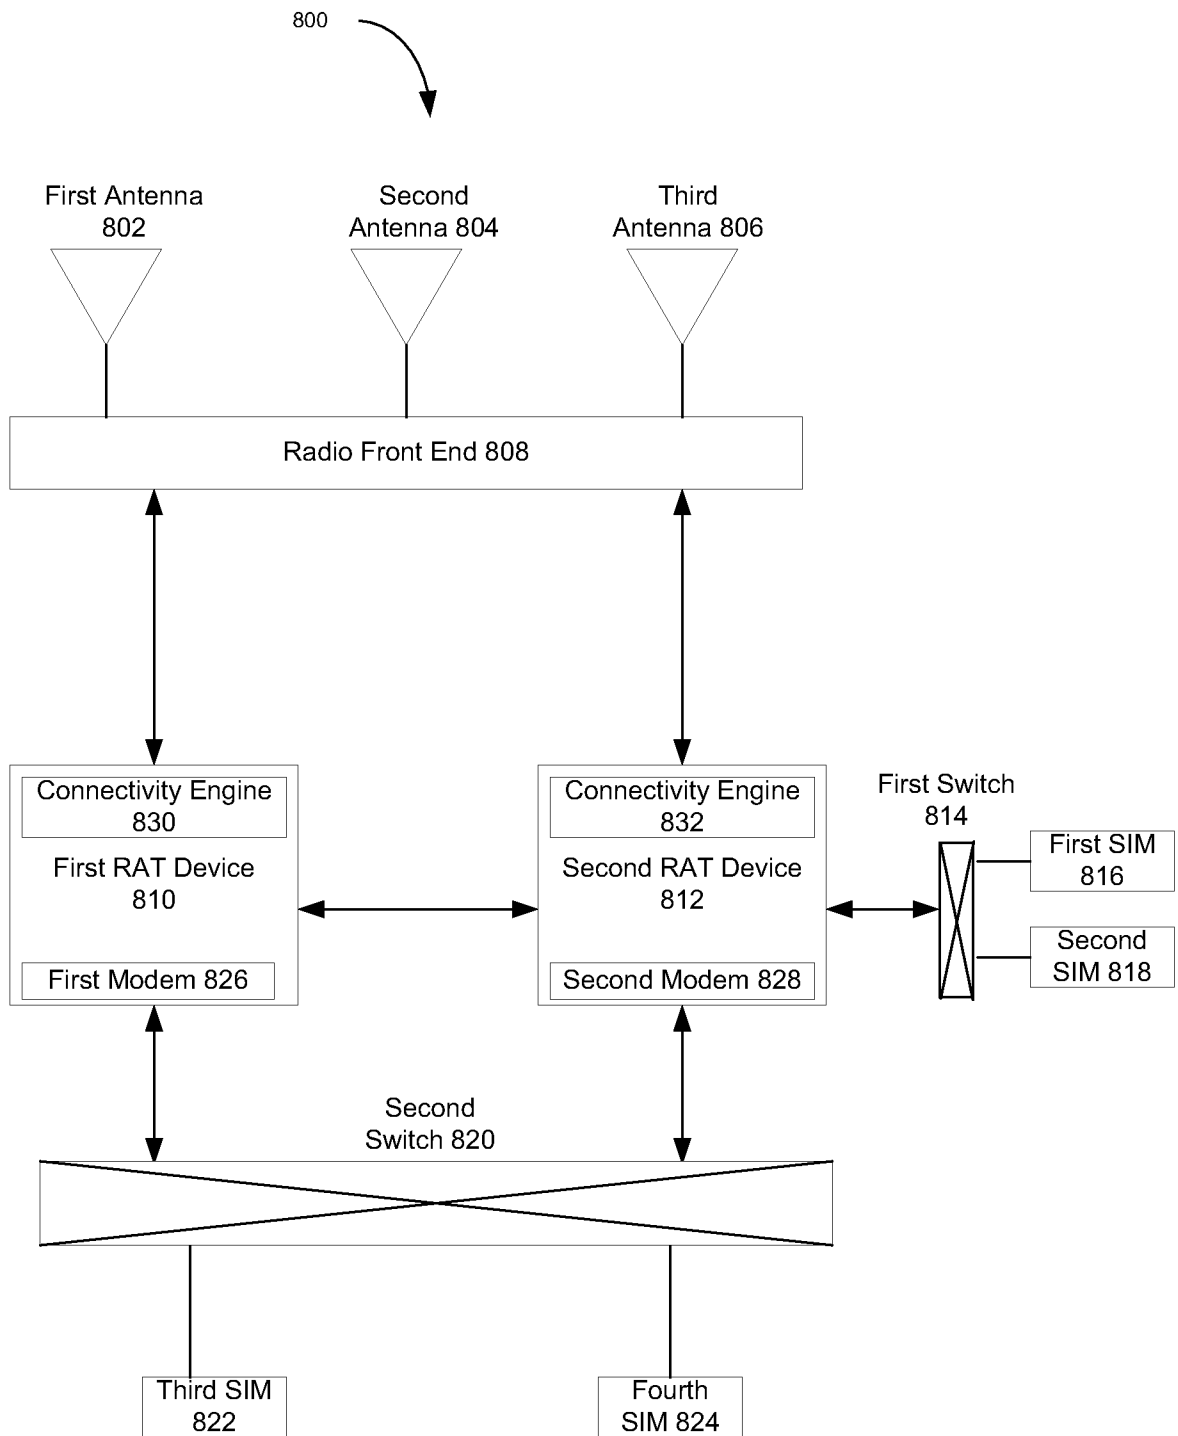 800
First Antenna
802
Second
Antenna 804
Third
Antenna 806
Radio Front End 808
Connectivity Engine
830
First RAT Device
810
First Modem 826
Connectivity Engine
832
Second RAT Device
812
Second Modem 828
First Switch
814
First SIM
816
Second
SIM 818
Second
Switch 820
Third SIM
822
Fourth
SIM 824